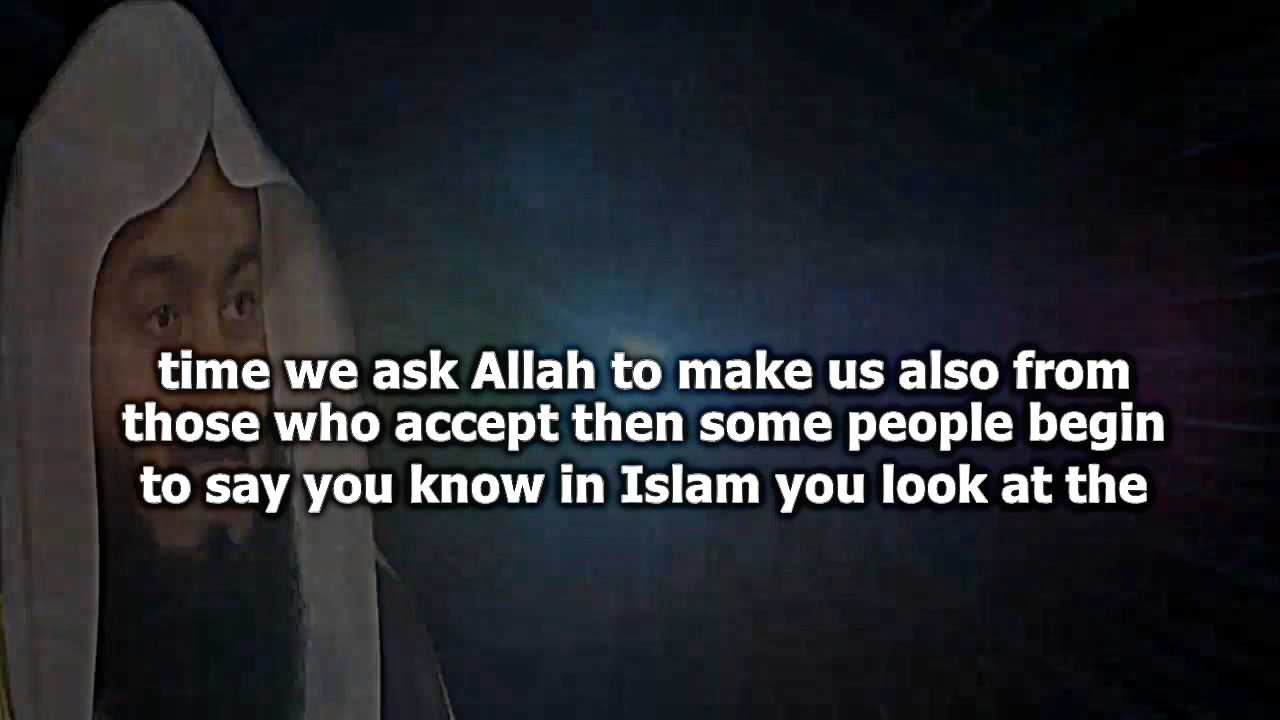 time we ask Allah to make us also from
those who accept then some people begin
to say you know in Islam you look at the